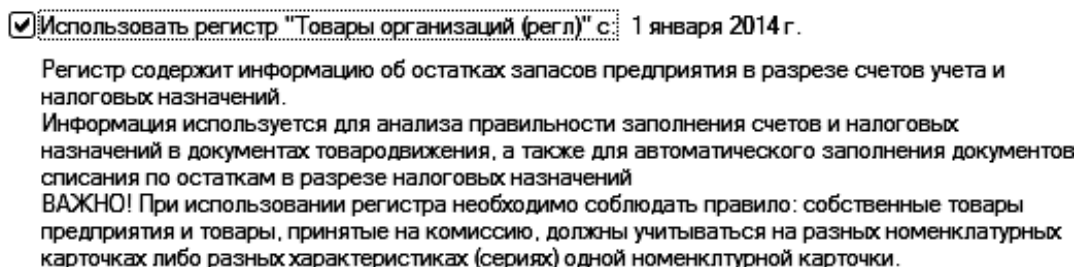 Использовать регистр "Товары организаций (регл)" с: 1 января 2014 г.
Регистр содержит информацию об остатках запасов предприятия в разрезе счетов учета и
налоговых назначений.
Информация используется для анализа правильности заполнения счетов и налоговых
назначений в документах товародвижения, а также для автоматического заполнения документов
списания по остаткам в разрезе налоговых назначений
ВАЖНО! При использовании регистра необходимо соблюдать правило: собственные товары
предприятия и товары, принятые на комиссию, должны учитываться на разных номенклатурных
карточках либо разных характеристиках (сериях) одной номенклтурной карточки.